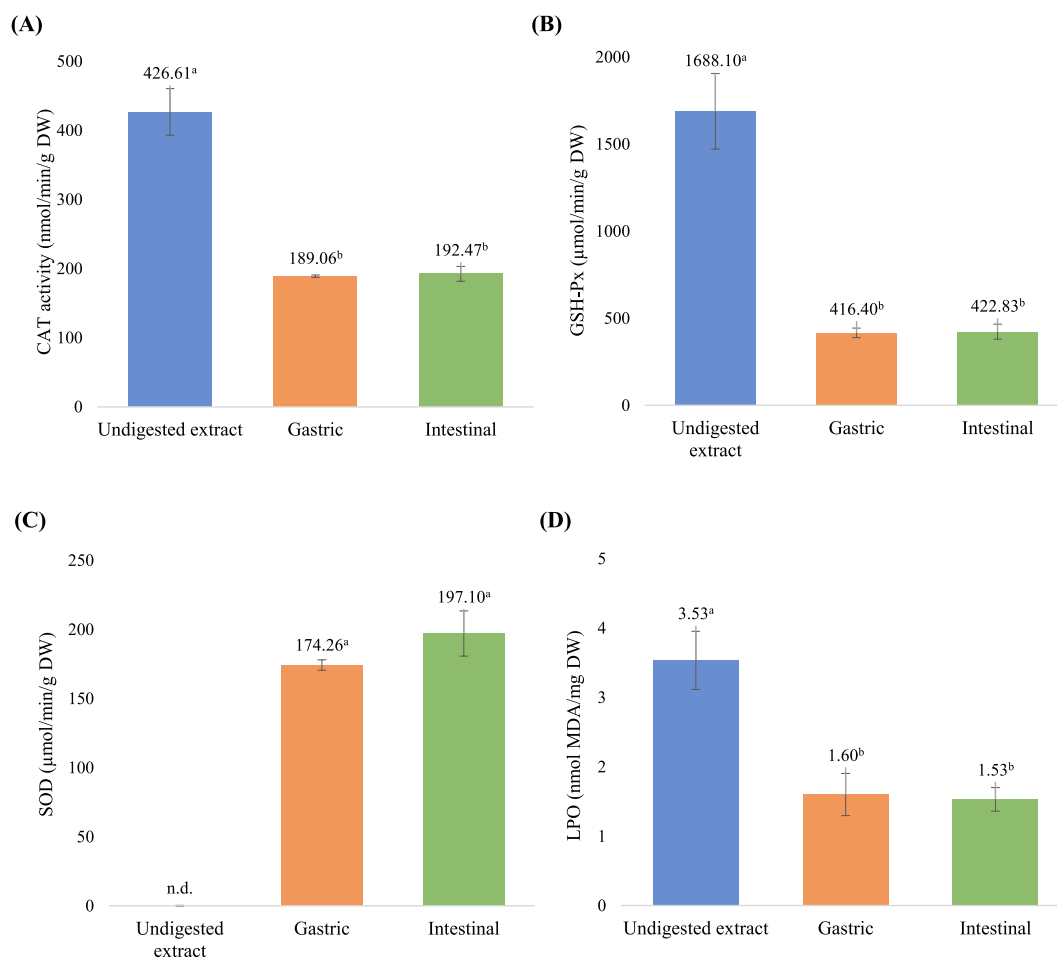 (A)
CAT activity (nmol/min/g DW)
500
400
300
200
100
0
426.61ᵃ
189.06ᵇ
192.47ᵇ
Undigested extract
Gastric
Intestinal
(B)
GSH-Px (µmol/min/g DW)
2000
1500
1000
500
0
1688.10ᵃ
416.40ᵇ
422.83ᵇ
Undigested
extract
Gastric
Intestinal
(C)
SOD (µmol/min/g DW)
250
200
150
100
50
0
n.d.
174.26ᵃ
197.10ᵃ
Undigested
extract
Gastric
Intestinal
(D)
LPO (nmol MDA/mg DW)
5
4
3
2
1
0
3.53ᵃ
1.60ᵇ
1.53ᵇ
Undigested extract
Gastric
Intestinal